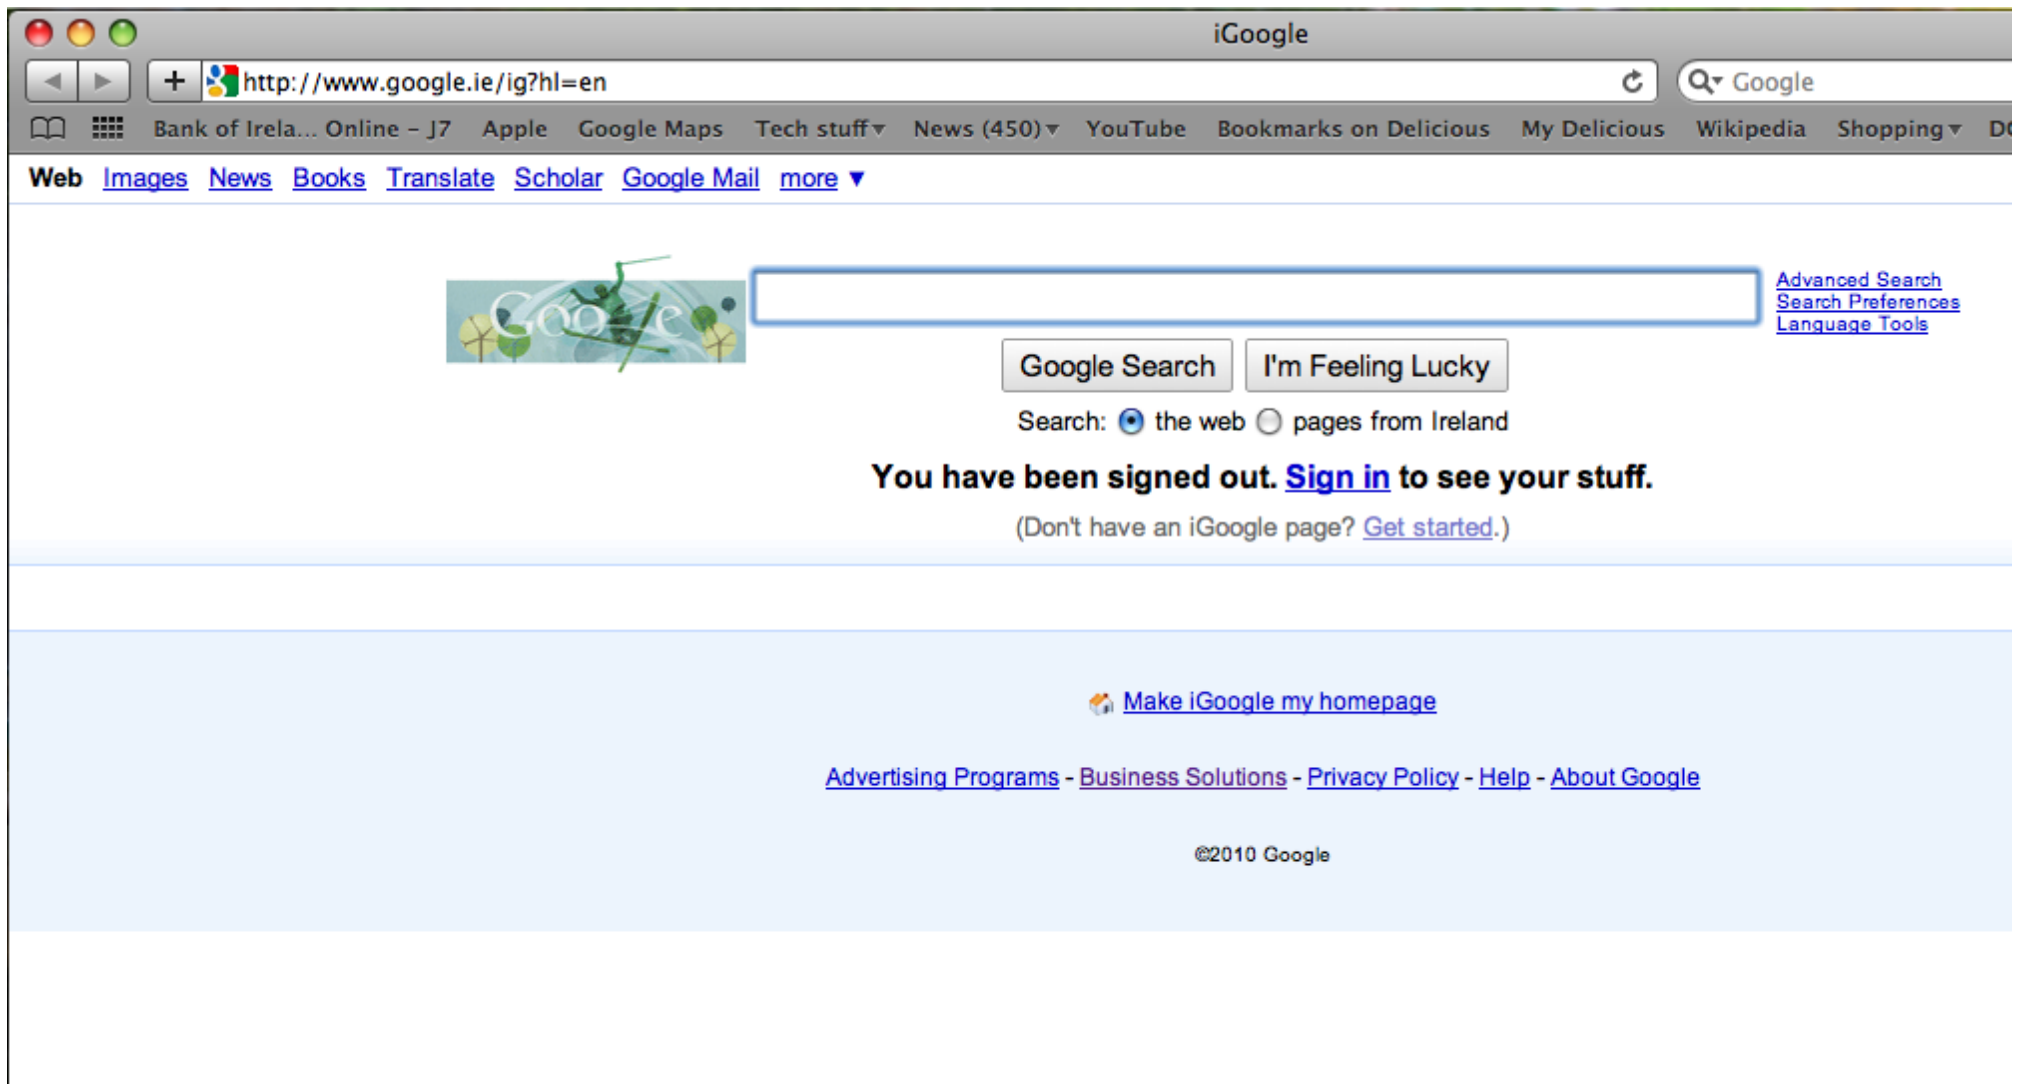 iGoogle
http://www.google.ie/ig?hl=en Google
Bank of Irela... Online – J7 Apple Google Maps Tech stuff▾ News (450)▾ YouTube Bookmarks on Delicious My Delicious Wikipedia Shopping▾
Web Images News Books Translate Scholar Google Mail more ▼
Google
Advanced Search
Search Preferences
Language Tools
Google Search I'm Feeling Lucky
Search: the web pages from Ireland
You have been signed out. Sign in to see your stuff.
(Don't have an iGoogle page? Get started.)
Make iGoogle my homepage
Advertising Programs - Business Solutions - Privacy Policy - Help - About Google
©2010 Google